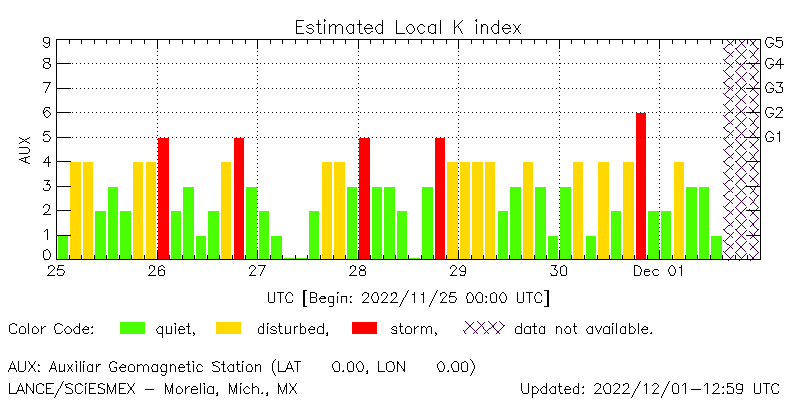 Estimated Local K index
9 G5
8 G4
7 G3
6 G2
5 G1
4
3
2
1
0
AUX
25 26 27 28 29 30 Dec 01
UTC [Begin: 2022/11/25 00:00 UTC]
Color Code: quiet, disturbed, storm, data not available.
AUX: Auxiliar Geomagnetic Station (LAT 0.00, LON 0.00)
LANCE/SCiESMEX – Morelia, Mich., MX Updated: 2022/12/01–12:59 UTC